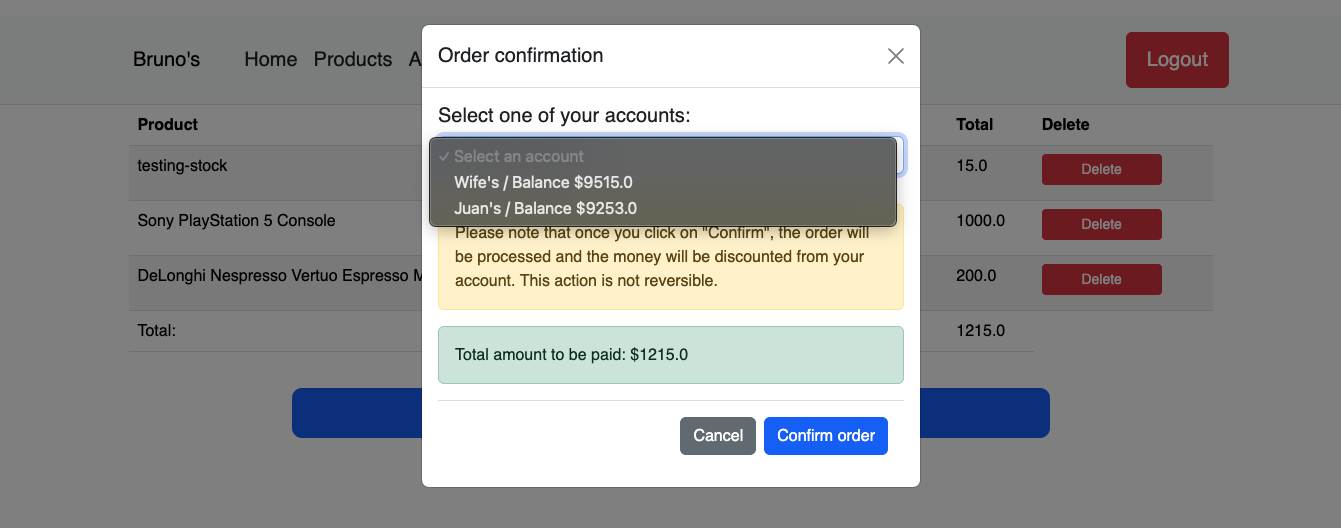 Bruno's Home Products A Logout
Order confirmation
Select one of your accounts:
✓ Select an account
Wife's / Balance $9515.0
Juan's / Balance $9253.0
Please note that once you click on "Confirm", the order will
be processed and the money will be discounted from your
account. This action is not reversible.
Total amount to be paid: $1215.0
Cancel Confirm order
Product Total Delete
testing-stock 15.0 Delete
Sony PlayStation 5 Console 1000.0 Delete
DeLonghi Nespresso Vertuo Espresso 200.0 Delete
Total: 1215.0